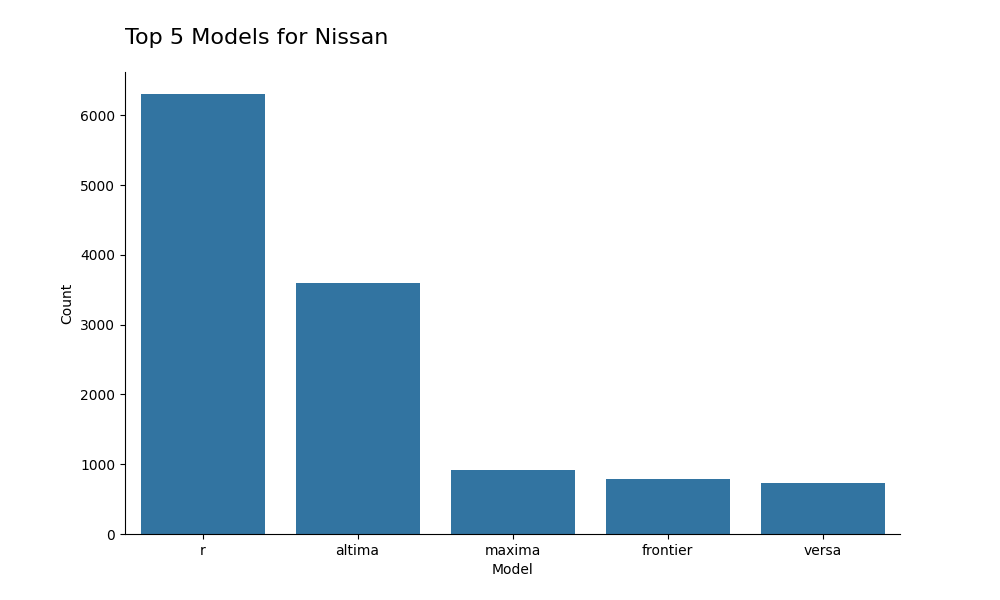 Top 5 Models for Nissan
6000
5000
4000
3000
2000
1000
0
Count
r altima maxima frontier versa
Model